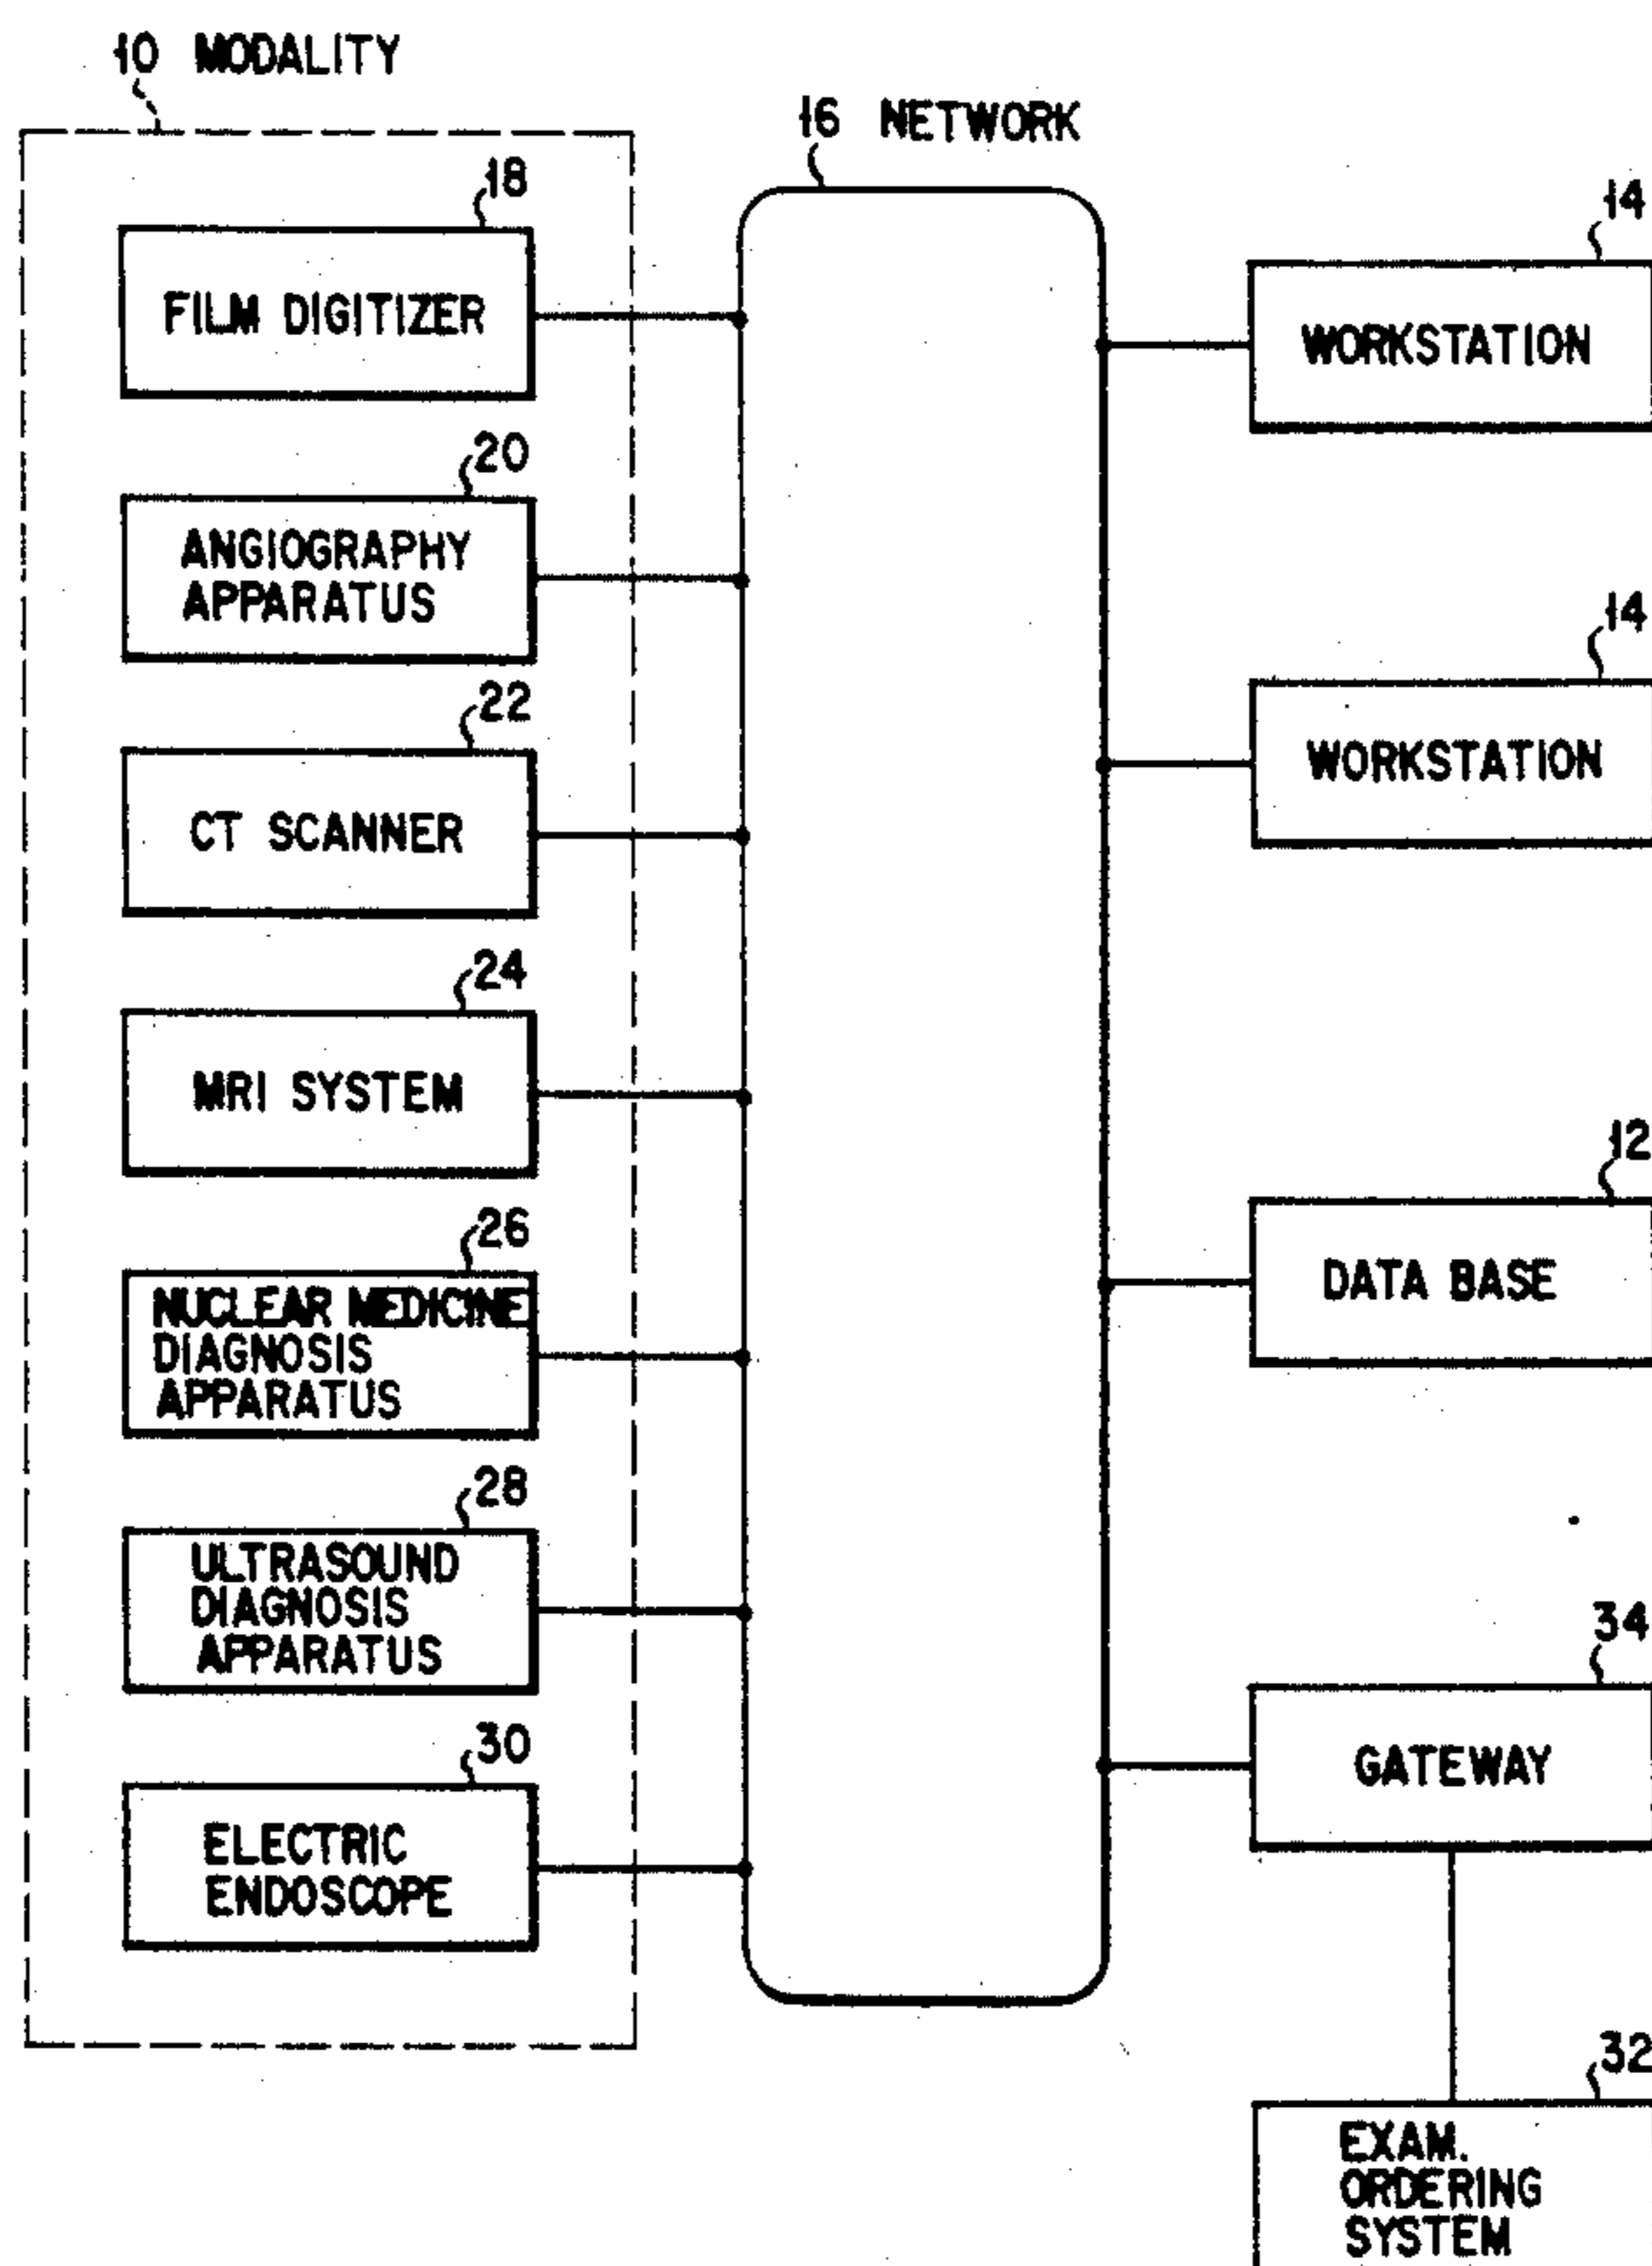 10 MODALITY
18
FILM DIGITIZER
20
ANGIOGRAPHY
APPARATUS
22
CT SCANNER
24
MRI SYSTEM
26
NUCLEAR MEDICINE
DIAGNOSIS
APPARATUS
28
ULTRASOUND
DIAGNOSIS
APPARATUS
30
ELECTRIC
ENDOSCOPE
16 NETWORK
14
WORKSTATION
14
WORKSTATION
12
DATA BASE
34
GATEWAY
32
EXAM.
ORDERING
SYSTEM